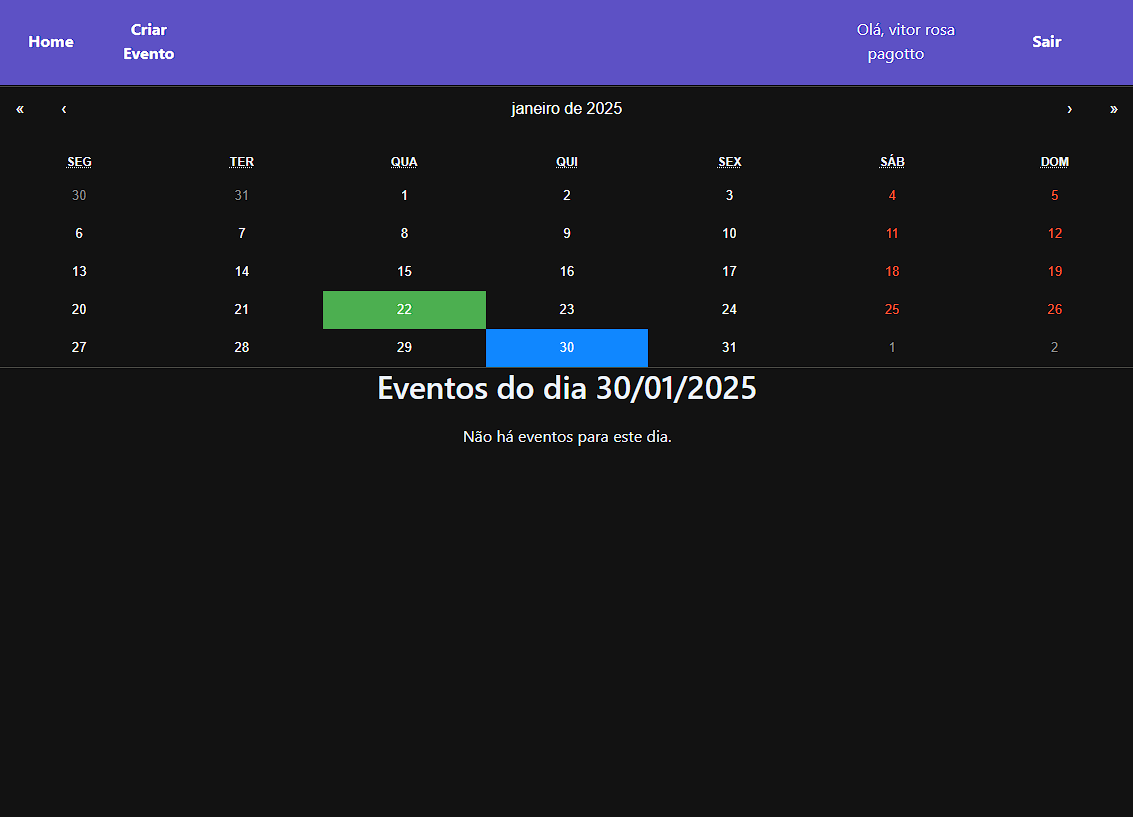 Home
Criar
Evento
Olá, vitor rosa
pagotto
Sair
« ‹ janeiro de 2025 › »
SEG TER QUA QUI SEX SÁB DOM
30 31 1 2 3 4 5
6 7 8 9 10 11 12
13 14 15 16 17 18 19
20 21 22 23 24 25 26
27 28 29 30 31 1 2
Eventos do dia 30/01/2025
Não há eventos para este dia.